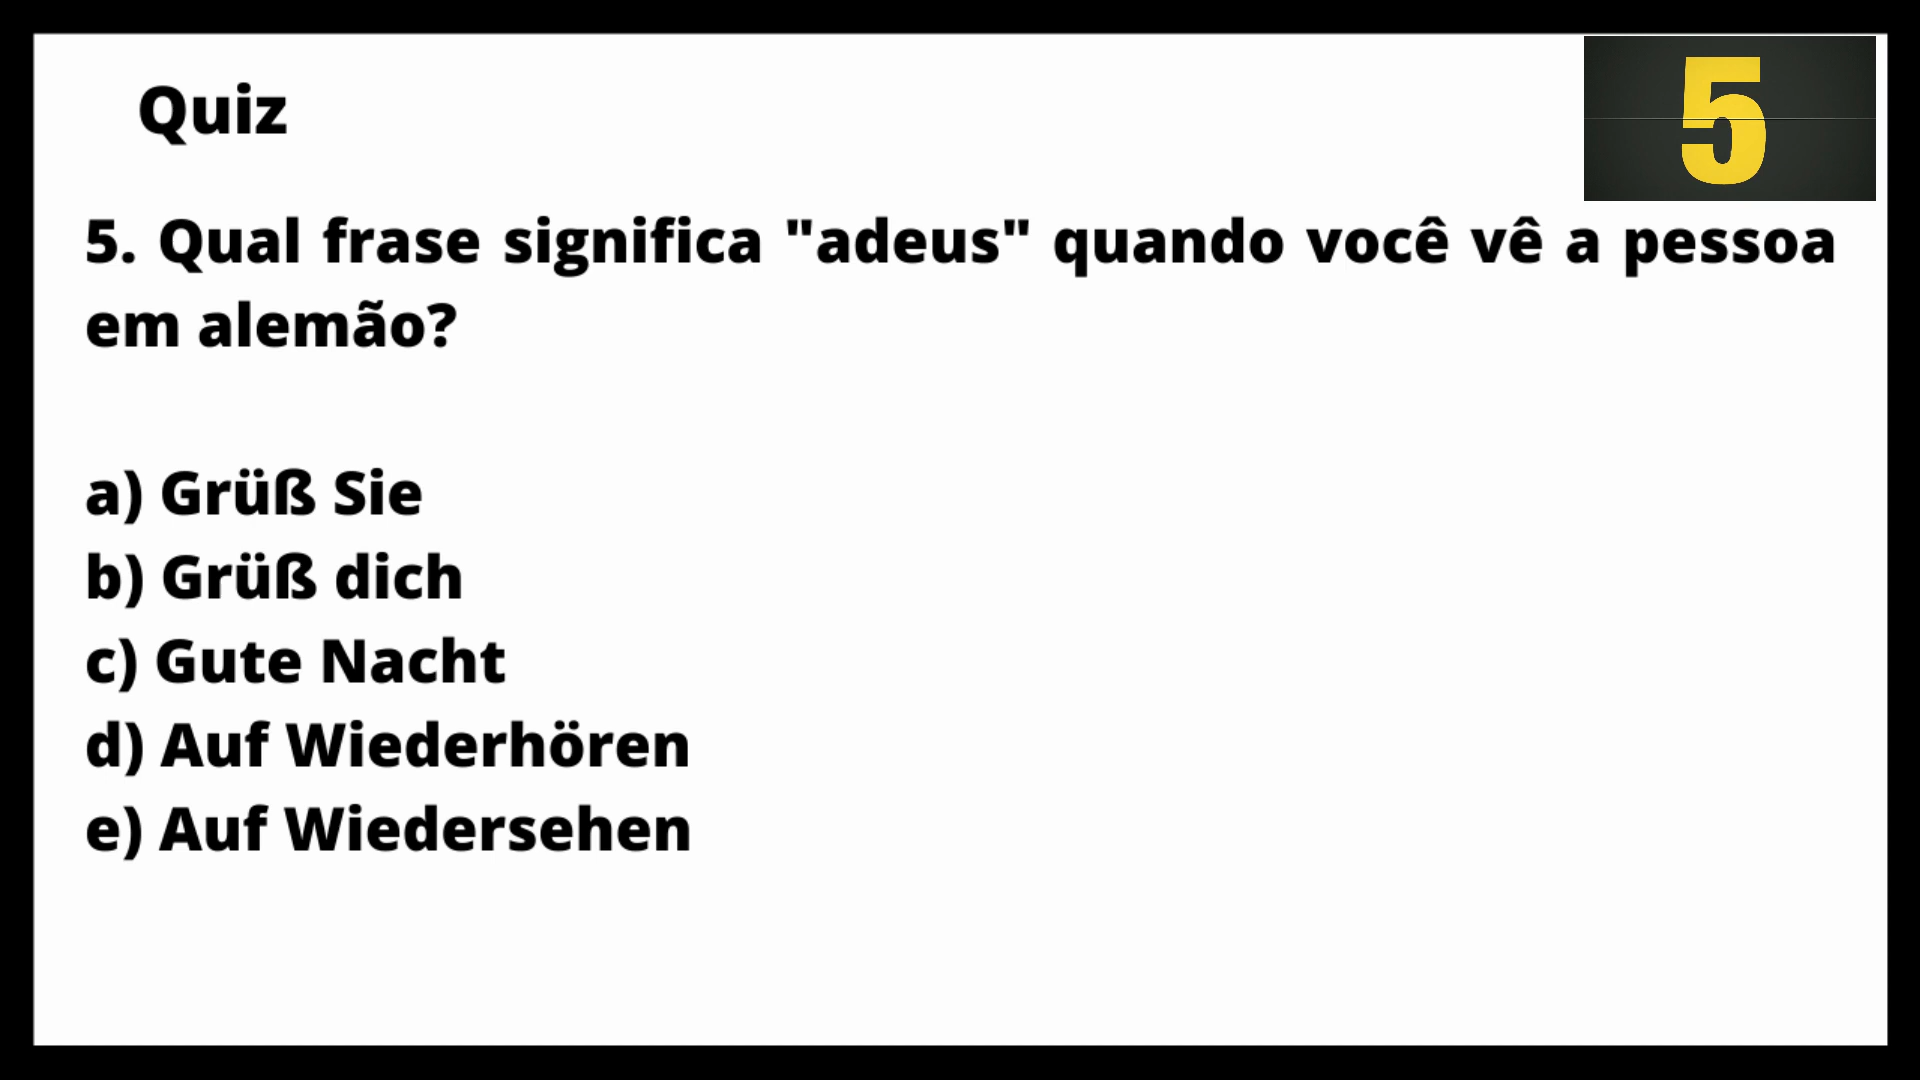 Quiz
5
5. Qual frase significa "adeus" quando você vê a pessoa
em alemão?
a) Grüß Sie
b) Grüß dich
c) Gute Nacht
d) Auf Wiederhören
e) Auf Wiedersehen